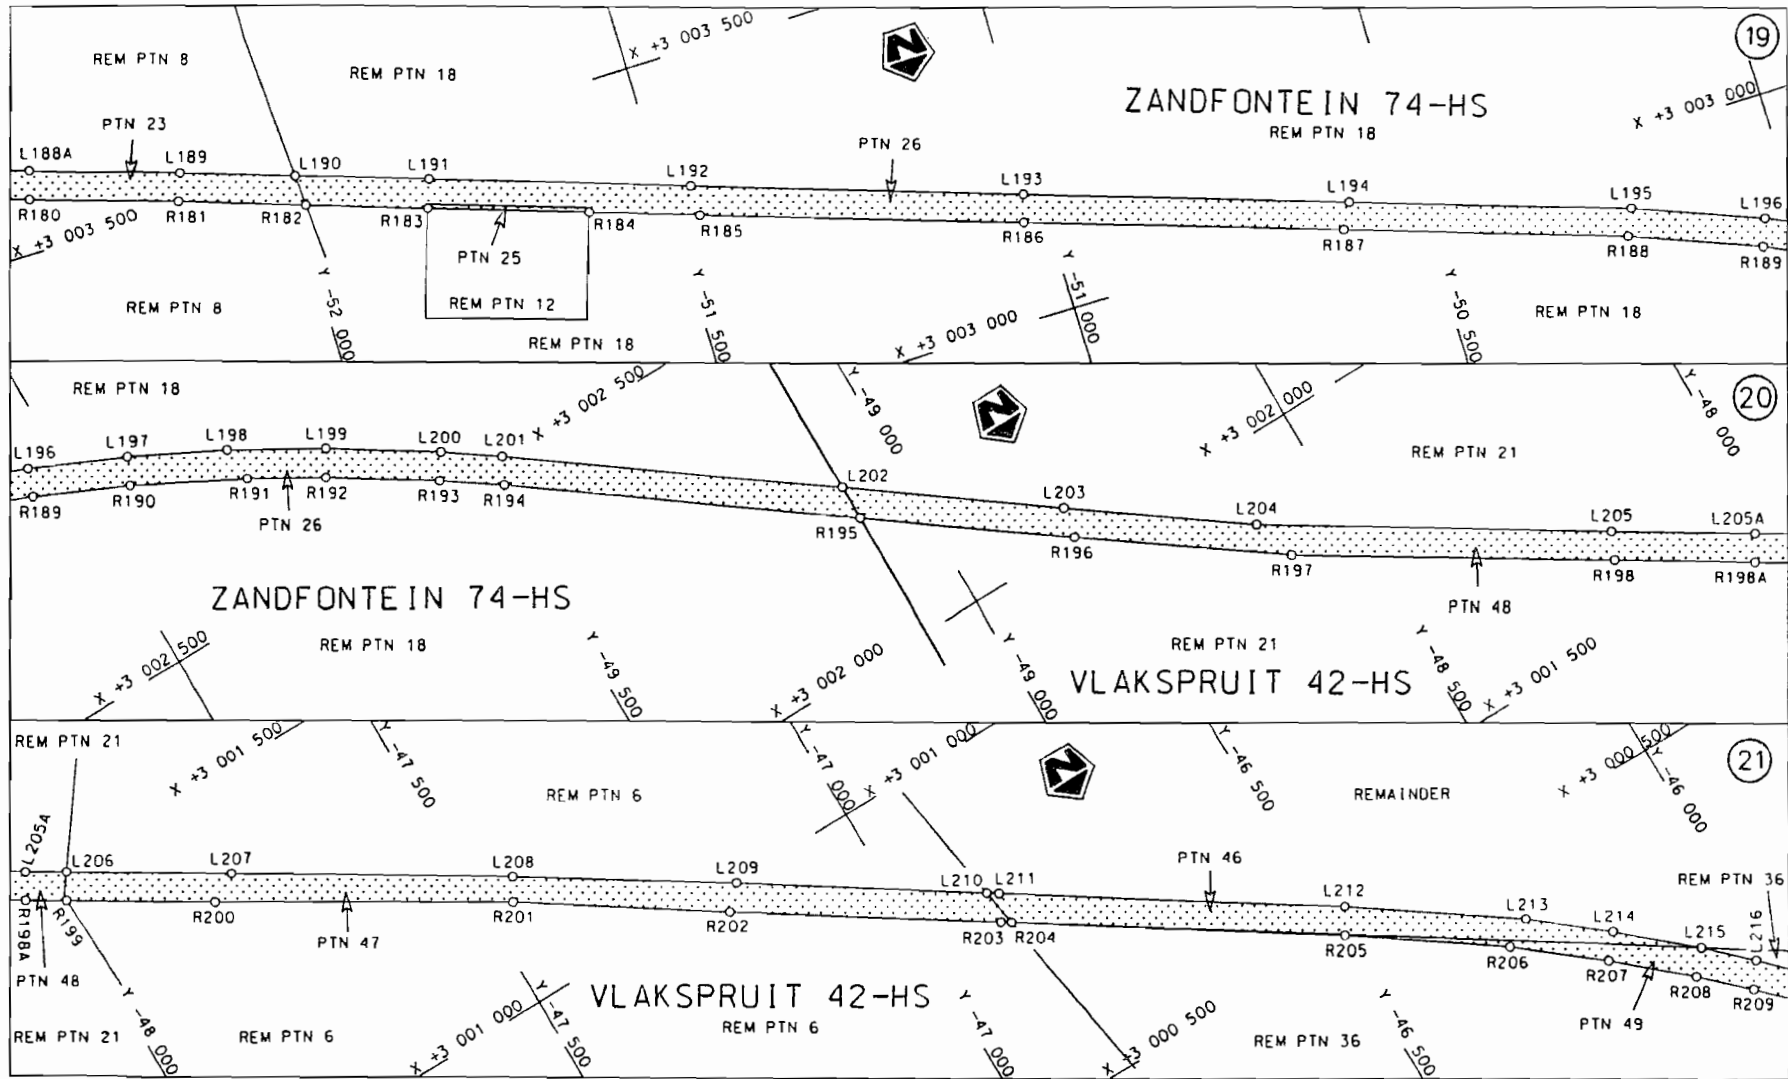 X +3 003 500
19
REM PTN 8
REM PTN 18
ZANDFONTEIN 74-HS
REM PTN 18
X +3 003 000
PTN 23
PTN 26
L188A
L189
L190
L191
L192
L193
L194
L195
L196
R180
R181
R182
R183
R184
R185
R186
R187
R188
R189
X +3 003 500
PTN 25
REM PTN 8
Y -52 000
REM PTN 12
REM PTN 18
Y -51 500
X +3 003 000
Y -51 000
Y -50 500
REM PTN 18
REM PTN 18
X +3 002 500
Y -49 000
X +3 002 000
Y -48 000
20
REM PTN 21
L196
L197
L198
L199
L200
L201
L202
L203
L204
L205
L205A
R189
R190
R191
R192
R193
R194
R195
R196
R197
R198
R198A
PTN 26
PTN 48
ZANDFONTEIN 74-HS
REM PTN 18
X +3 002 500
Y -49 500
X +3 002 000
Y -49 000
REM PTN 21
VLAKSPRUIT 42-HS
Y -48 500
X +3 001 500
REM PTN 21
X +3 001 500
Y -47 500
REM PTN 6
Y -47 000
X +3 001 000
Y -46 500
REMAINDER
X +3 000 500
Y -46 000
21
PTN 46
REM PTN 36
L205A
L206
L207
L208
L209
L210
L211
L212
L213
L214
L215
L216
R198A
R199
R200
R201
R202
R203
R204
R205
R206
R207
R208
R209
PTN 48
PTN 47
PTN 49
REM PTN 21
Y -48 000
REM PTN 6
X +3 001 000
Y -47 500
VLAKSPRUIT 42-HS
REM PTN 6
Y -47 000
X +3 000 500
REM PTN 36
Y -46 500